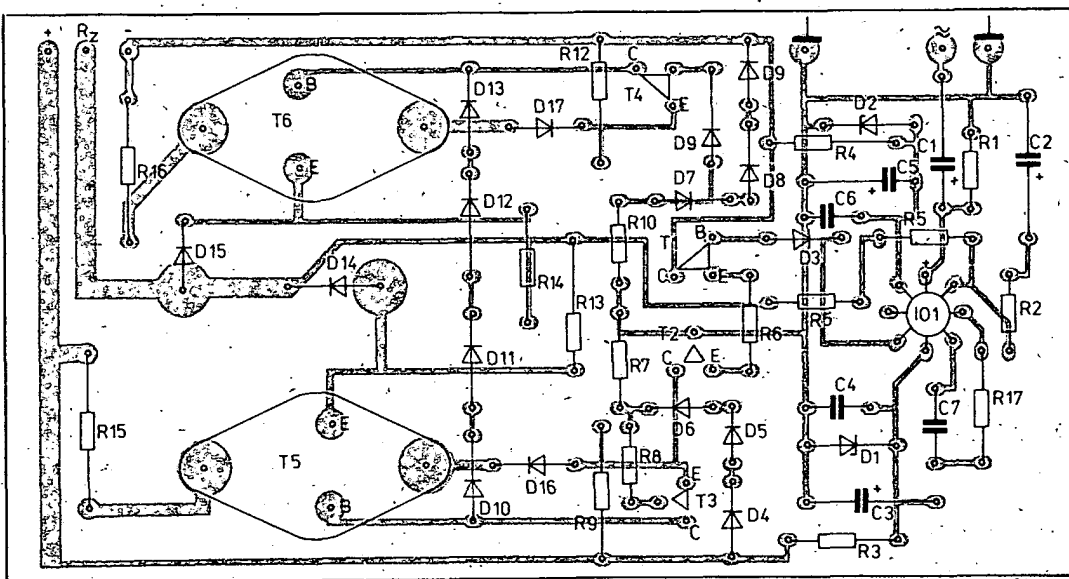 + Rz -
R12
C
D13
T4
D9
B
T6
D17
E
D2
C1
R1
C2
D9
R4
C5
E
R16
D7
D8
C6
D12
R10
B
R5
D15
T
D3
D14
R14
C
E
C
R13
R5
IO1
R2
T2
R6
D11
R7
C
E
C4
R17
E
D6
D5
C7
R15
T5
R8
D1
D16
E
B
D10
T3
R9
C
D4
C3
R3